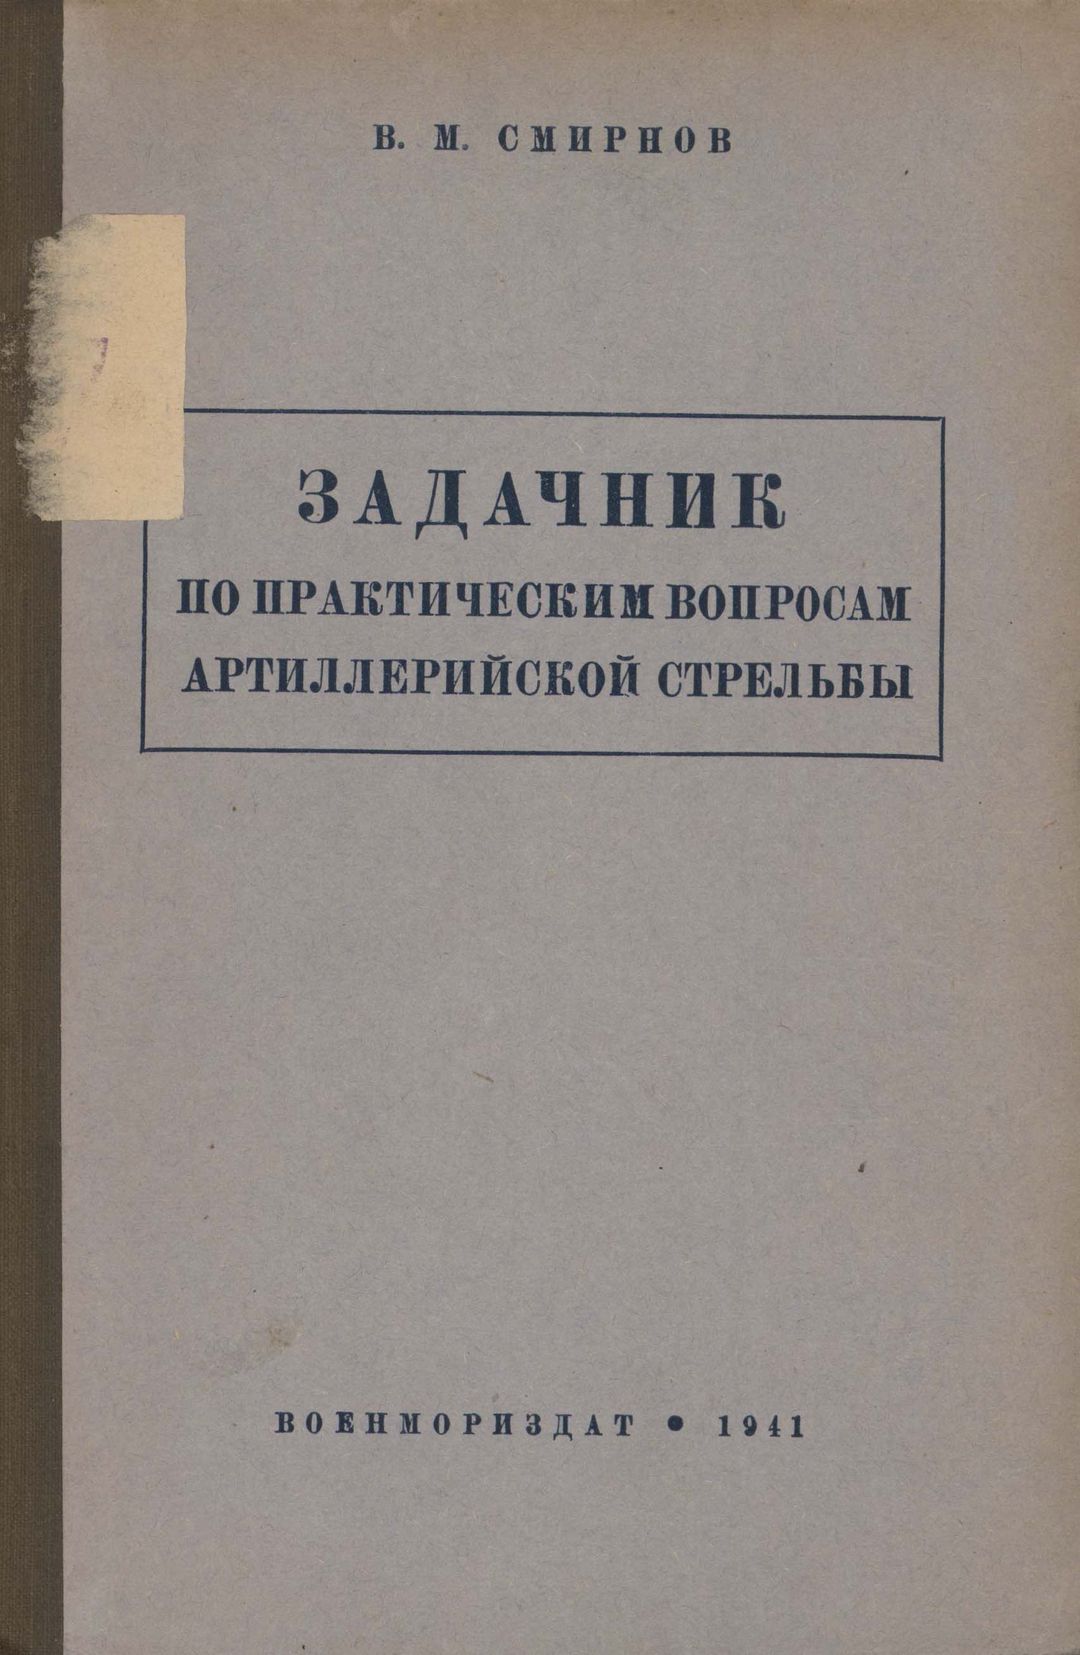 В. М. СМИРНОВ
ЗАДАЧНИК
ПО ПРАКТИЧЕСКИМ ВОПРОСАМ
АРТИЛЛЕРИЙСКОЙ СТРЕЛЬБЫ
ВОЕНМОРИЗДАТ • 1941